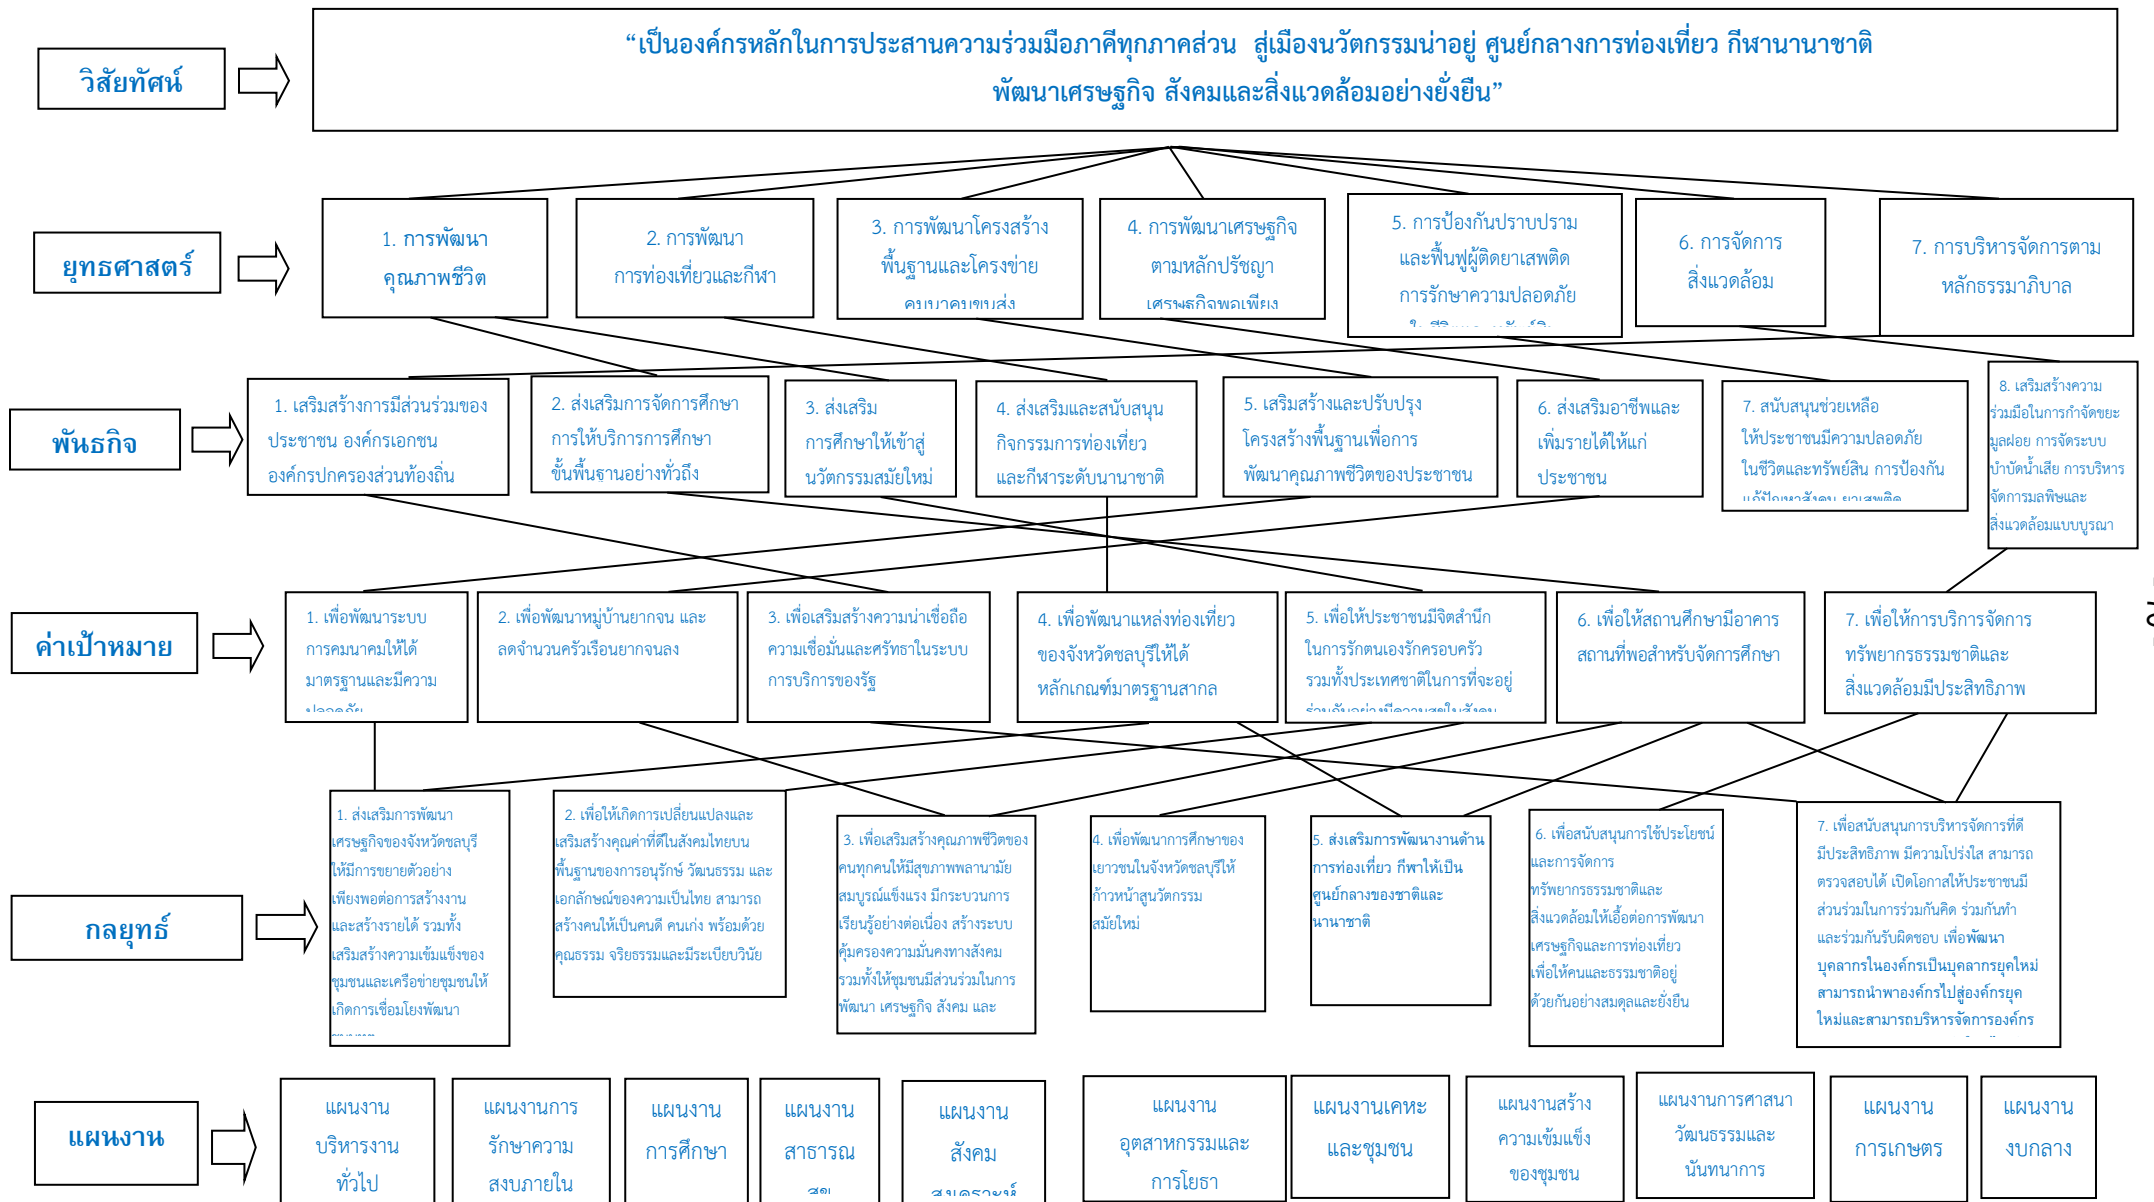 “เป็นองค์กรหลักในการประสานความร่วมมือภาคีทุกภาคส่วน สู่เมืองนวัตกรรมน่าอยู่ ศูนย์กลางการท่องเที่ยว กีฬานานาชาติ
พัฒนาเศรษฐกิจ สังคมและสิ่งแวดล้อมอย่างยั่งยืน”
วิสัยทัศน์
ยุทธศาสตร์
1. การพัฒนา
คุณภาพชีวิต
2. การพัฒนา
การท่องเที่ยวและกีฬา
3. การพัฒนาโครงสร้าง
พื้นฐานและโครงข่าย
คมนาคมขนส่ง
4. การพัฒนาเศรษฐกิจ
ตามหลักปรัชญา
เศรษฐกิจพอเพียง
5. การป้องกันปราบปราม
และฟื้นฟูผู้ติดยาเสพติด
การรักษาความปลอดภัย
6. การจัดการ
สิ่งแวดล้อม
7. การบริหารจัดการตาม
หลักธรรมาภิบาล
พันธกิจ
1. เสริมสร้างการมีส่วนร่วมของ
ประชาชน องค์กรเอกชน
องค์กรปกครองส่วนท้องถิ่น
2. ส่งเสริมการจัดการศึกษา
การให้บริการการศึกษา
ขั้นพื้นฐานอย่างทั่วถึง
3. ส่งเสริม
การศึกษาให้เข้าสู่
นวัตกรรมสมัยใหม่
4. ส่งเสริมและสนับสนุน
กิจกรรมการท่องเที่ยว
และกีฬาระดับนานาชาติ
5. เสริมสร้างและปรับปรุง
โครงสร้างพื้นฐานเพื่อการ
พัฒนาคุณภาพชีวิตของประชาชน
6. ส่งเสริมอาชีพและ
เพิ่มรายได้ให้แก่
ประชาชน
7. สนับสนุนช่วยเหลือ
ให้ประชาชนมีความปลอดภัย
ในชีวิตและทรัพย์สิน การป้องกัน
แก้ปัญหาสังคม ยาเสพติด
8. เสริมสร้างความ
ร่วมมือในการกำจัดขยะ
มูลฝอย การจัดระบบ
บำบัดน้ำเสีย การบริหาร
จัดการมลพิษและ
สิ่งแวดล้อมแบบบูรณา
ค่าเป้าหมาย
1. เพื่อพัฒนาระบบ
การคมนาคมให้ได้
มาตรฐานและมีความ
ปลอดภัย
2. เพื่อพัฒนาหมู่บ้านยากจน และ
ลดจำนวนครัวเรือนยากจนลง
3. เพื่อเสริมสร้างความน่าเชื่อถือ
ความเชื่อมั่นและศรัทธาในระบบ
การบริการของรัฐ
4. เพื่อพัฒนาแหล่งท่องเที่ยว
ของจังหวัดชลบุรีให้ได้
หลักเกณฑ์มาตรฐานสากล
5. เพื่อให้ประชาชนมีจิตสำนึก
ในการรักตนเองรักครอบครัว
รวมทั้งประเทศชาติในการที่จะอยู่
ร่วมกันอย่างมีความสุขในสังคม
6. เพื่อให้สถานศึกษามีอาคาร
สถานที่พอสำหรับจัดการศึกษา
7. เพื่อให้การบริการจัดการ
ทรัพยากรธรรมชาติและ
สิ่งแวดล้อมมีประสิทธิภาพ
กลยุทธ์
1. ส่งเสริมการพัฒนา
เศรษฐกิจของจังหวัดชลบุรี
ให้มีการขยายตัวอย่าง
เพียงพอต่อการสร้างงาน
และสร้างรายได้ รวมทั้ง
เสริมสร้างความเข้มแข็งของ
ชุมชนและเครือข่ายชุมชนให้
เกิดการเชื่อมโยงพัฒนา
2. เพื่อให้เกิดการเปลี่ยนแปลงและ
เสริมสร้างคุณค่าที่ดีในสังคมไทยบน
พื้นฐานของการอนุรักษ์ วัฒนธรรม และ
เอกลักษณ์ของความเป็นไทย สามารถ
สร้างคนให้เป็นคนดี คนเก่ง พร้อมด้วย
คุณธรรม จริยธรรมและมีระเบียบวินัย
3. เพื่อเสริมสร้างคุณภาพชีวิตของ
คนทุกคนให้มีสุขภาพพลานามัย
สมบูรณ์แข็งแรง มีกระบวนการ
เรียนรู้อย่างต่อเนื่อง สร้างระบบ
คุ้มครองความมั่นคงทางสังคม
รวมทั้งให้ชุมชนมีส่วนร่วมในการ
พัฒนา เศรษฐกิจ สังคม และ
4. เพื่อพัฒนาการศึกษาของ
เยาวชนในจังหวัดชลบุรีให้
ก้าวหน้าสูนวัตกรรม
สมัยใหม่
5. ส่งเสริมการพัฒนางานด้าน
การท่องเที่ยว กีฬาให้เป็น
ศูนย์กลางของชาติและ
นานาชาติ
6. เพื่อสนับสนุนการใช้ประโยชน์
และการจัดการ
ทรัพยากรธรรมชาติและ
สิ่งแวดล้อมให้เอื้อต่อการพัฒนา
เศรษฐกิจและการท่องเที่ยว
เพื่อให้คนและธรรมชาติอยู่
ด้วยกันอย่างสมดุลและยั่งยืน
7. เพื่อสนับสนุนการบริหารจัดการที่ดี
มีประสิทธิภาพ มีความโปร่งใส สามารถ
ตรวจสอบได้ เปิดโอกาสให้ประชาชนมี
ส่วนร่วมในการร่วมกันคิด ร่วมกันทำ
และร่วมกันรับผิดชอบ เพื่อพัฒนา
บุคลากรในองค์กรเป็นบุคลากรยุคใหม่
สามารถนำพาองค์กรไปสู่องค์กรยุค
ใหม่และสามารถบริหารจัดการองค์กร
แผนงาน
แผนงาน
บริหารงาน
ทั่วไป
แผนงานการ
รักษาความ
สงบภายใน
แผนงาน
การศึกษา
แผนงาน
สาธารณ
สุข
แผนงาน
สังคม
สงเคราะห์
แผนงาน
อุตสาหกรรมและ
การโยธา
แผนงานเคหะ
และชุมชน
แผนงานสร้าง
ความเข้มแข็ง
ของชุมชน
แผนงานการศาสนา
วัฒนธรรมและ
นันทนาการ
แผนงาน
การเกษตร
แผนงาน
งบกลาง